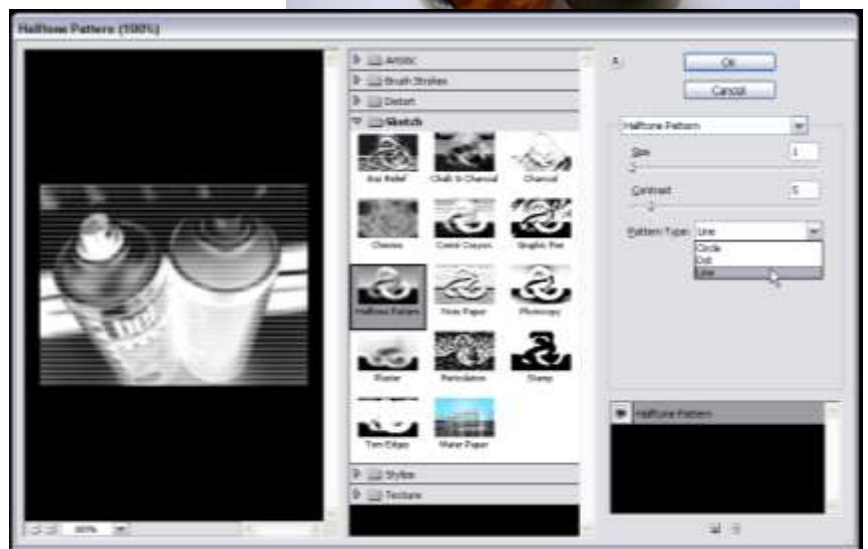 Halftone Pattern (100%)
Artistic
Brush Strokes
Distort
Sketch
Bas Relief
Chalk & Charcoal
Charcoal
Chrome
Conté Crayon
Graphic Pen
Halftone Pattern
Note Paper
Photocopy
Plaster
Reticulation
Stamp
Torn Edges
Water Paper
Stylize
Texture
OK
Cancel
Halftone Pattern
Size
1
Contrast
5
Pattern Type: Line
Circle
Dot
Line
Halftone Pattern